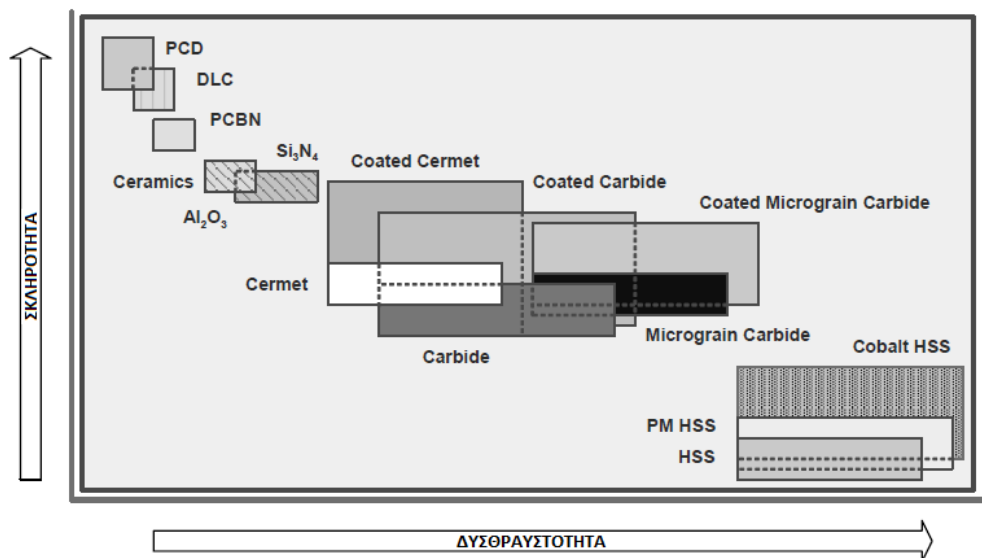 PCD
DLC
PCBN
Si₃N₄
Ceramics
Al₂O₃
Coated Cermet
Coated Carbide
Coated Micrograin Carbide
Cermet
Carbide
Micrograin Carbide
Cobalt HSS
PM HSS
HSS
ΣΚΛΗΡΟΤΗΤΑ
ΔΥΣΘΡΑΥΣΤΟΤΗΤΑ